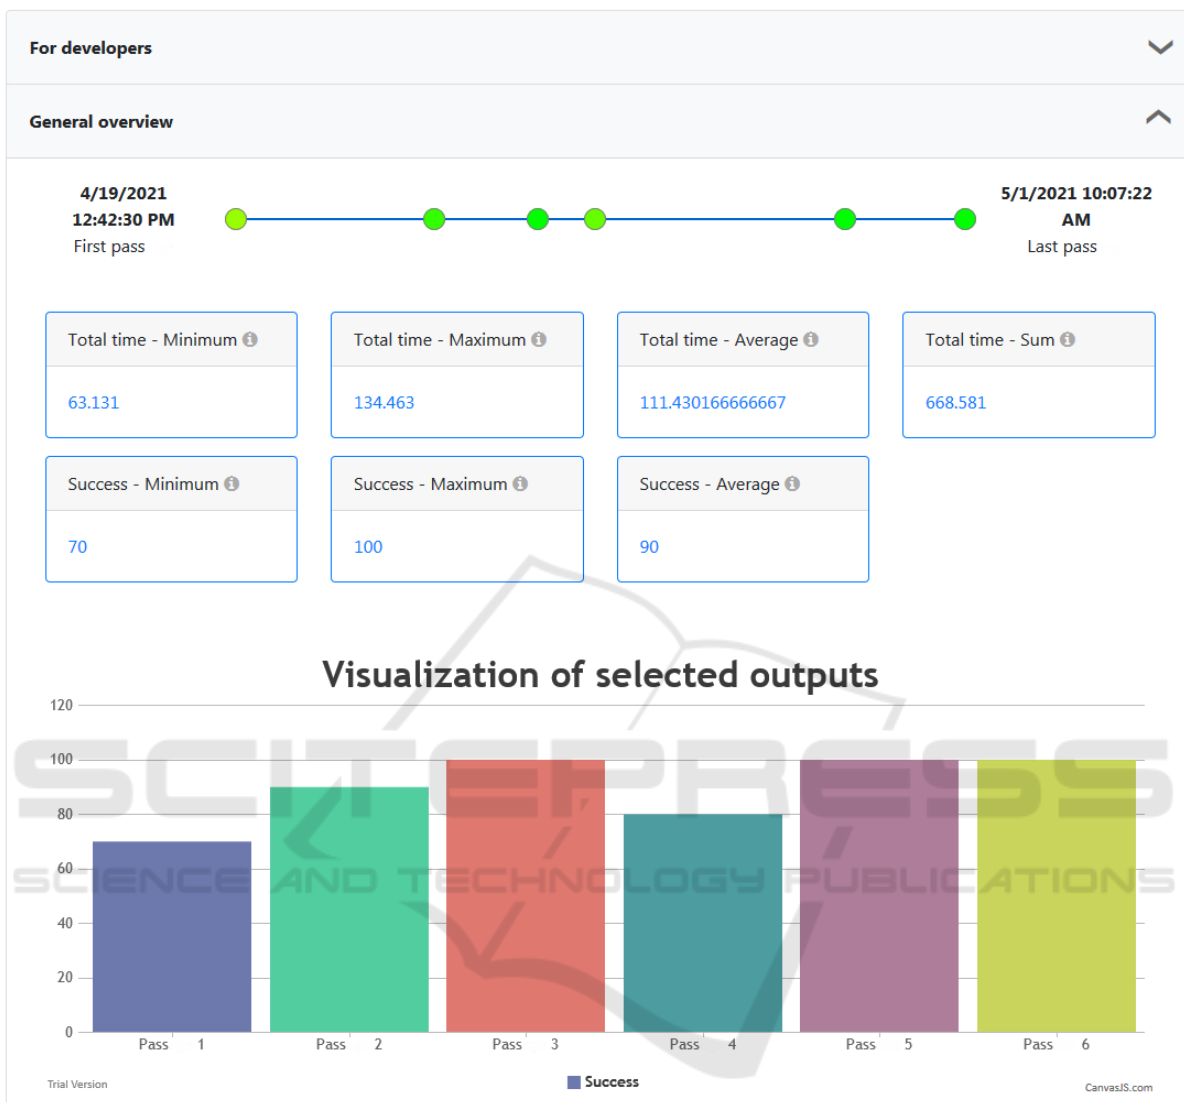 For developers
General overview
4/19/2021
12:42:30 PM
First pass
5/1/2021 10:07:22
AM
Last pass
Total time - Minimum
Total time - Maximum
Total time - Average
Total time - Sum
63.131
134.463
111.430166666667
668.581
Success - Minimum
Success - Maximum
Success - Average
70
100
90
Visualization of selected outputs
120
100
80
60
40
20
0
Pass 1
Pass 2
Pass 3
Pass 4
Pass 5
Pass 6
Success
Trial Version
CanvasJS.com
SCITEPRESS
SCIENCE AND TECHNOLOGY PUBLICATIONS